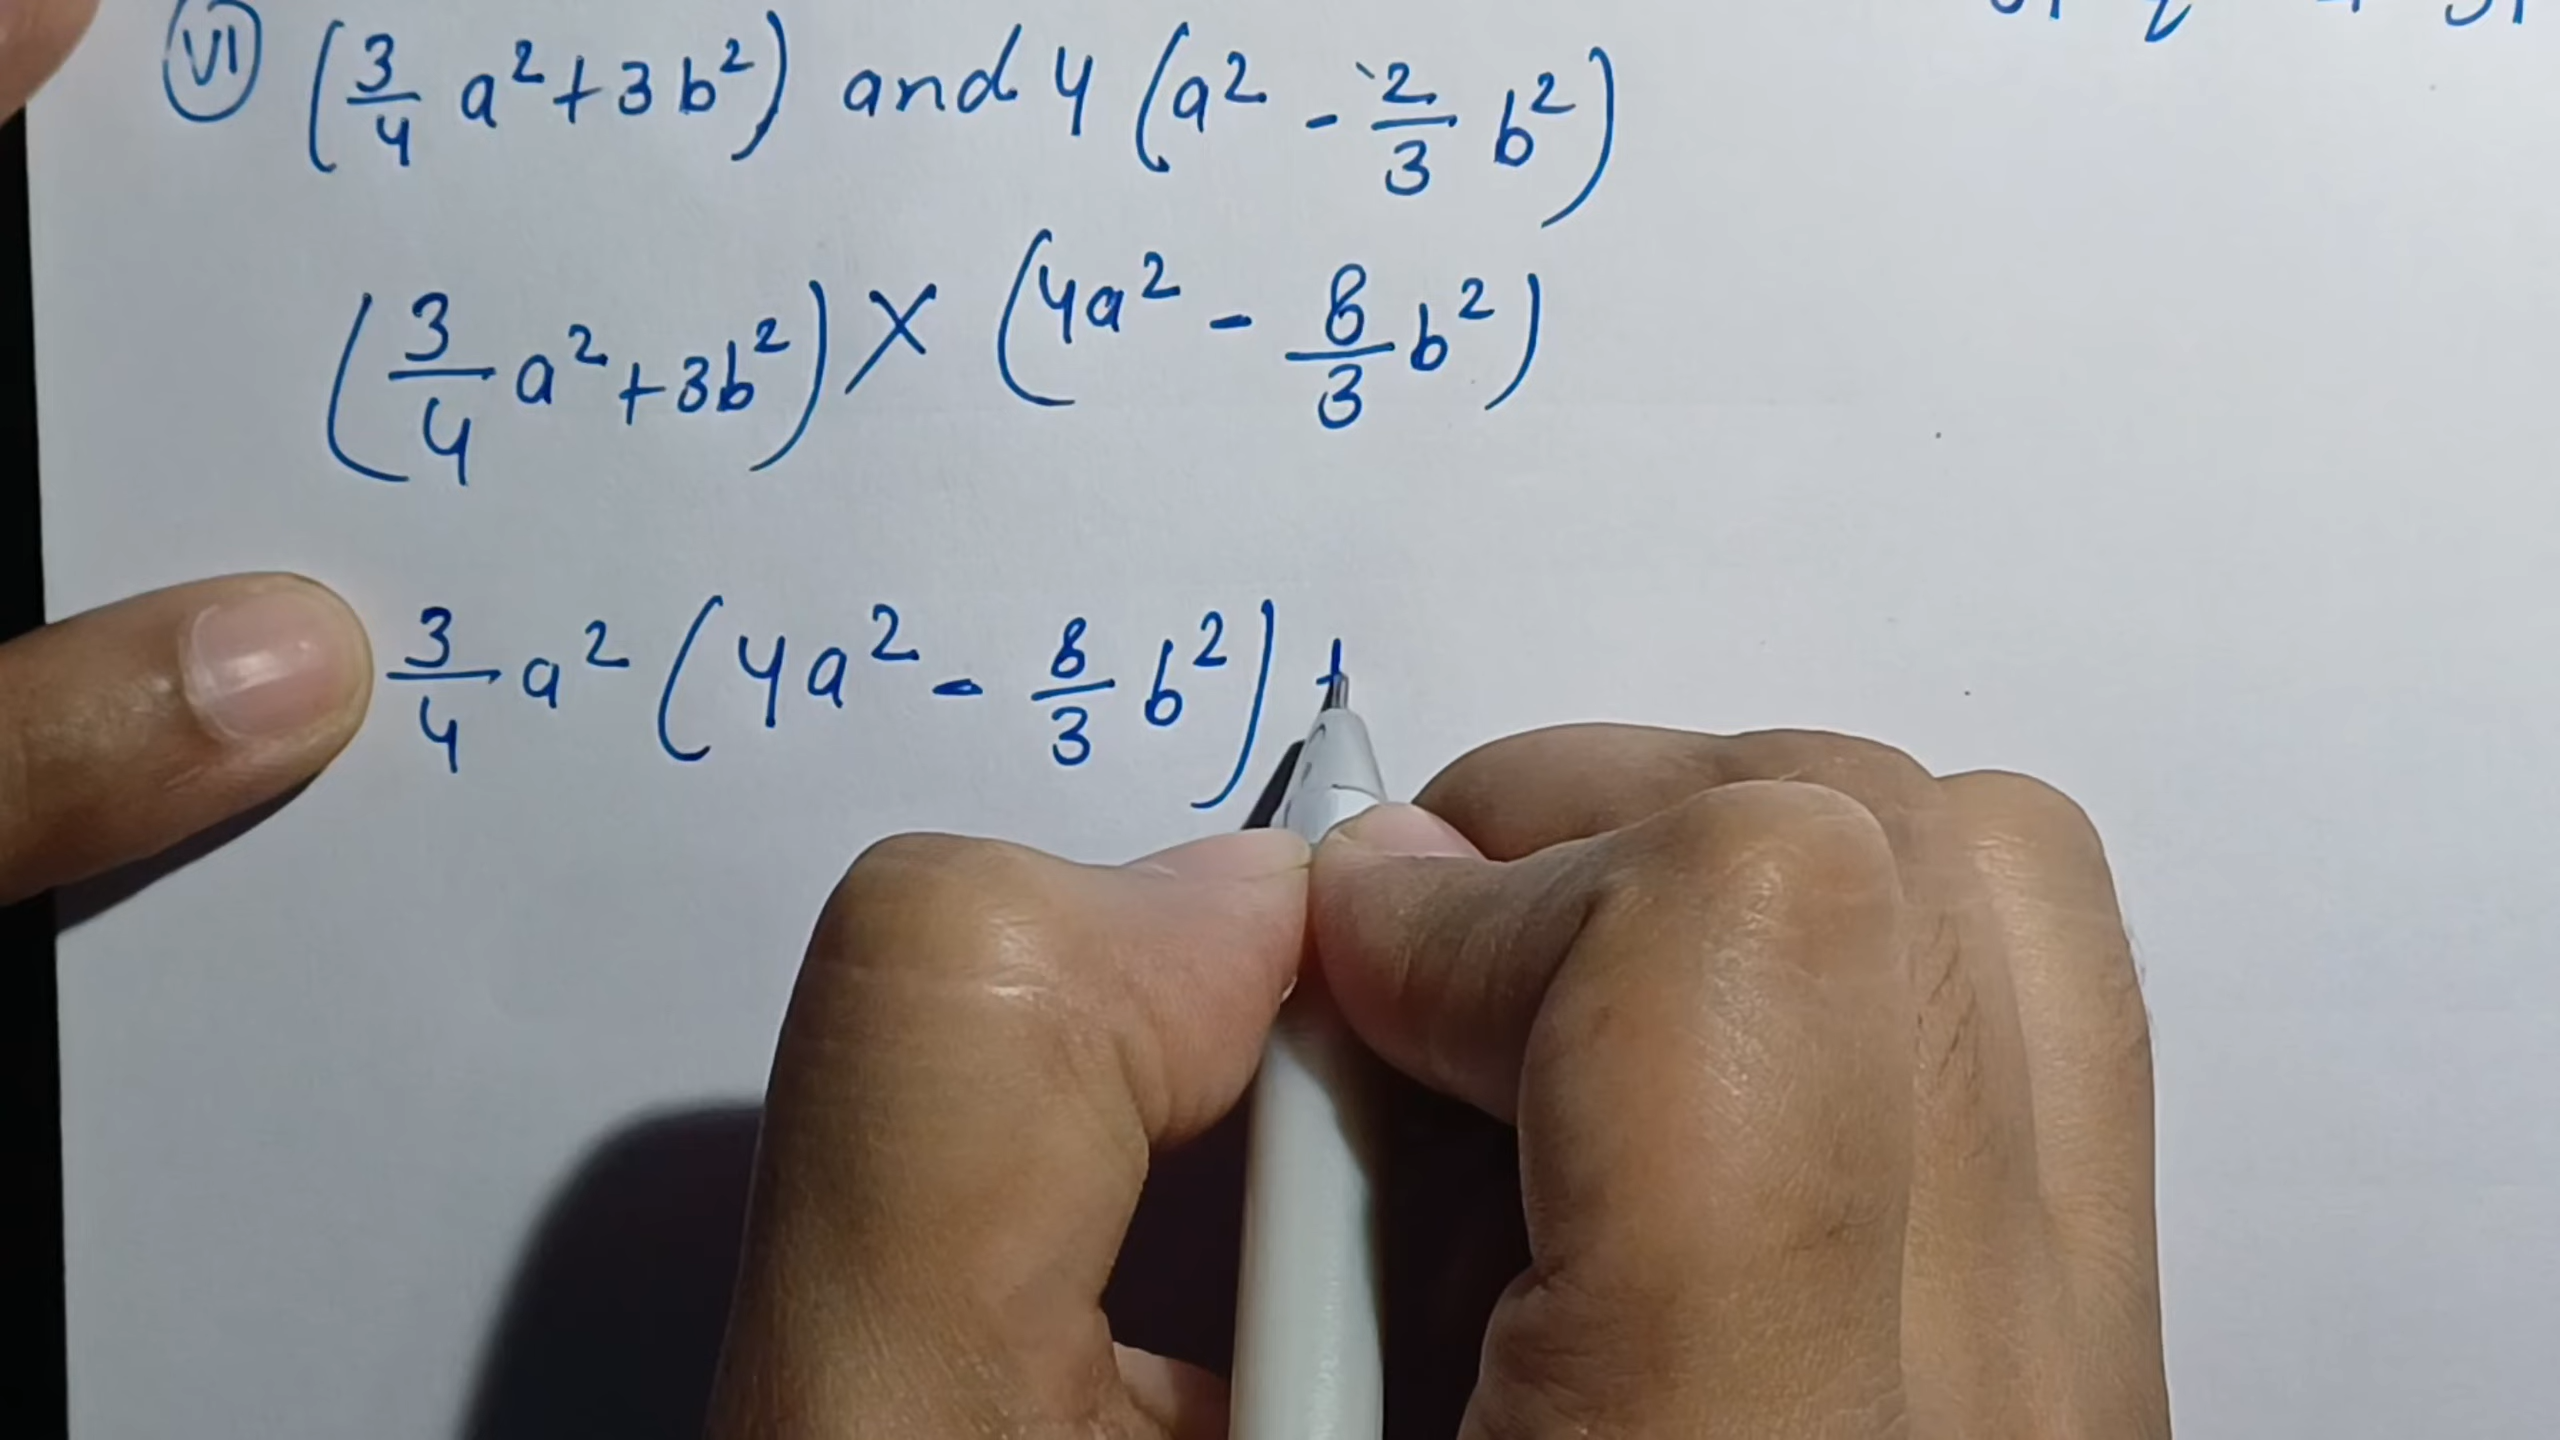 (VI) (3/4 a² + 3b²) and 4 (a² - 2/3 b²)
(3/4 a² + 3b²) × (4a² - 8/3 b²)
3/4 a² (4a² - 8/3 b²) +